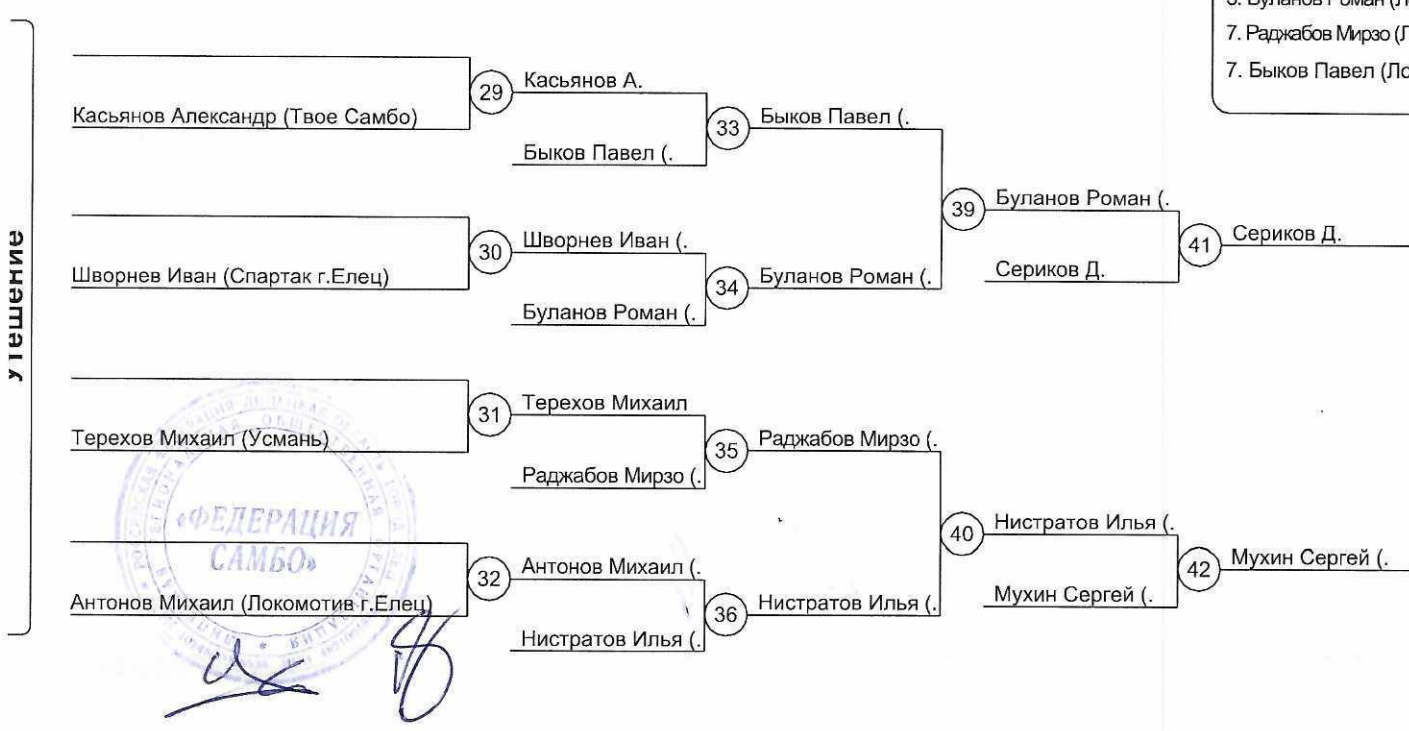 7. Раджабов Мирзо (
7. Быков Павел (
утешение
29
Касьянов А.
Касьянов Александр (Твое Самбо)
33
Быков Павел (.
Быков Павел (.
39
Буланов Роман (.
30
Шворнев Иван (.
41
Сериков Д.
Шворнев Иван (Спартак г.Елец)
34
Буланов Роман (.
Сериков Д.
Буланов Роман (.
31
Терехов Михаил
Терехов Михаил (Усмань)
35
Раджабов Мирзо (.
Раджабов Мирзо (.
«ФЕДЕРАЦИЯ
САМБО»
40
Нистратов Илья (.
32
Антонов Михаил (.
42
Мухин Сергей (.
Антонов Михаил (Локомотив г.Елец)
36
Нистратов Илья (.
Мухин Сергей (.
Нистратов Илья (.